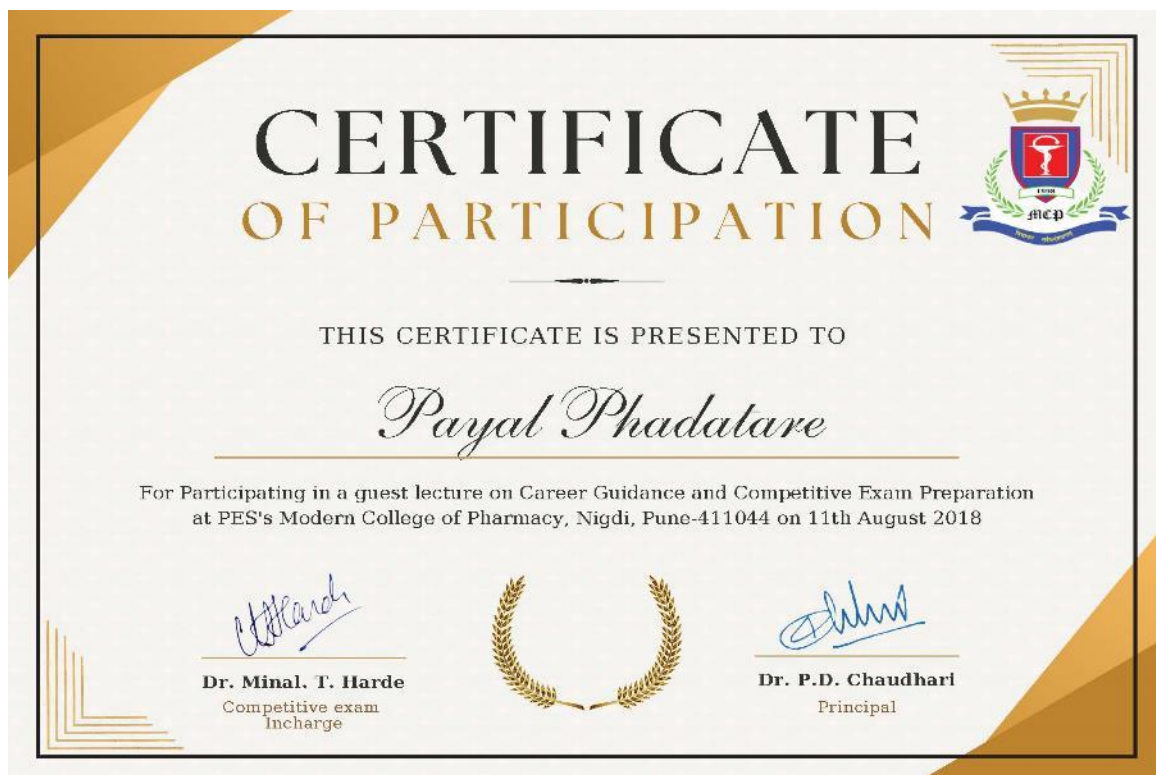 CERTIFICATE
OF PARTICIPATION
MCP
THIS CERTIFICATE IS PRESENTED TO
Payal Phadatare
For Participating in a guest lecture on Career Guidance and Competitive Exam Preparation
at PES's Modern College of Pharmacy, Nigdi, Pune-411044 on 11th August 2018
Dr. Minal. T. Harde
Competitive exam
Incharge
Dr. P.D. Chaudhari
Principal